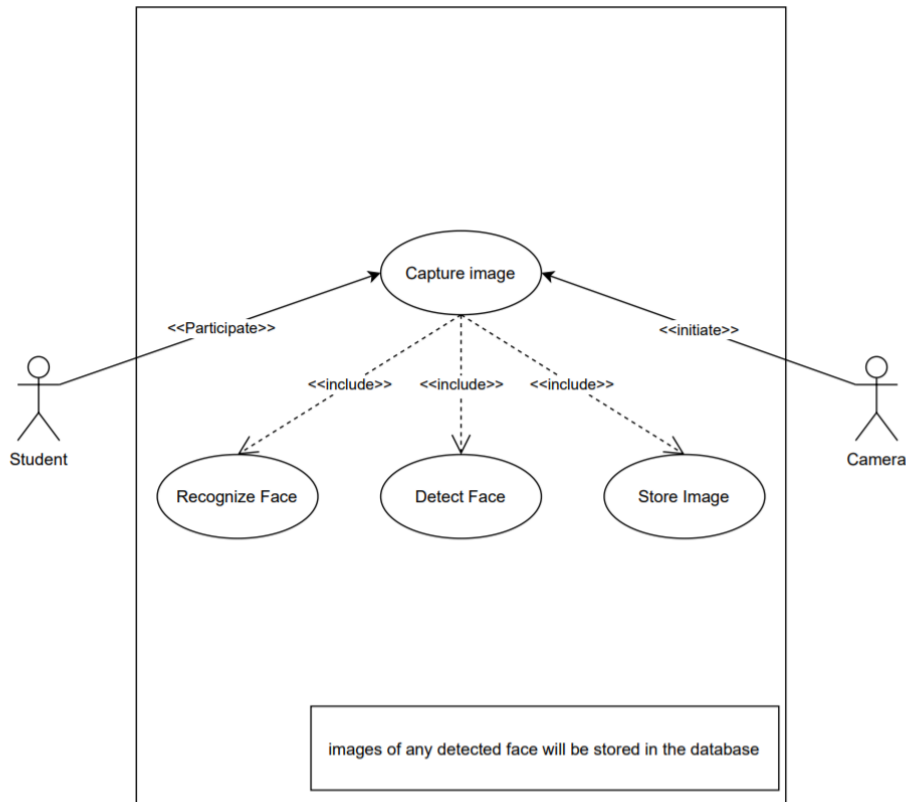 Capture image
<<Participate>>
<<initiate>>
<<include>>
<<include>>
<<include>>
Student
Camera
Recognize Face
Detect Face
Store Image
images of any detected face will be stored in the database